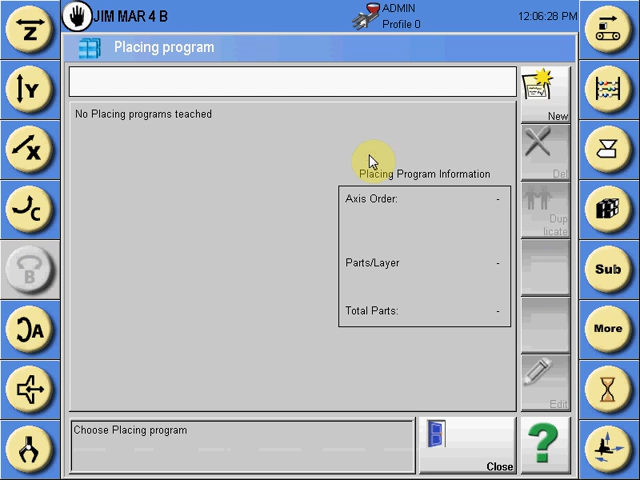 JIM MAR 4 B
ADMIN
Profile 0
12:06:28 PM
Placing program
No Placing programs teached
Placing Program Information
Axis Order: -
Parts/Layer -
Total Parts: -
New
Del
Dup
licate
Edit
Choose Placing program
Close
?
Z
Y
X
C
B
A
Sub
More